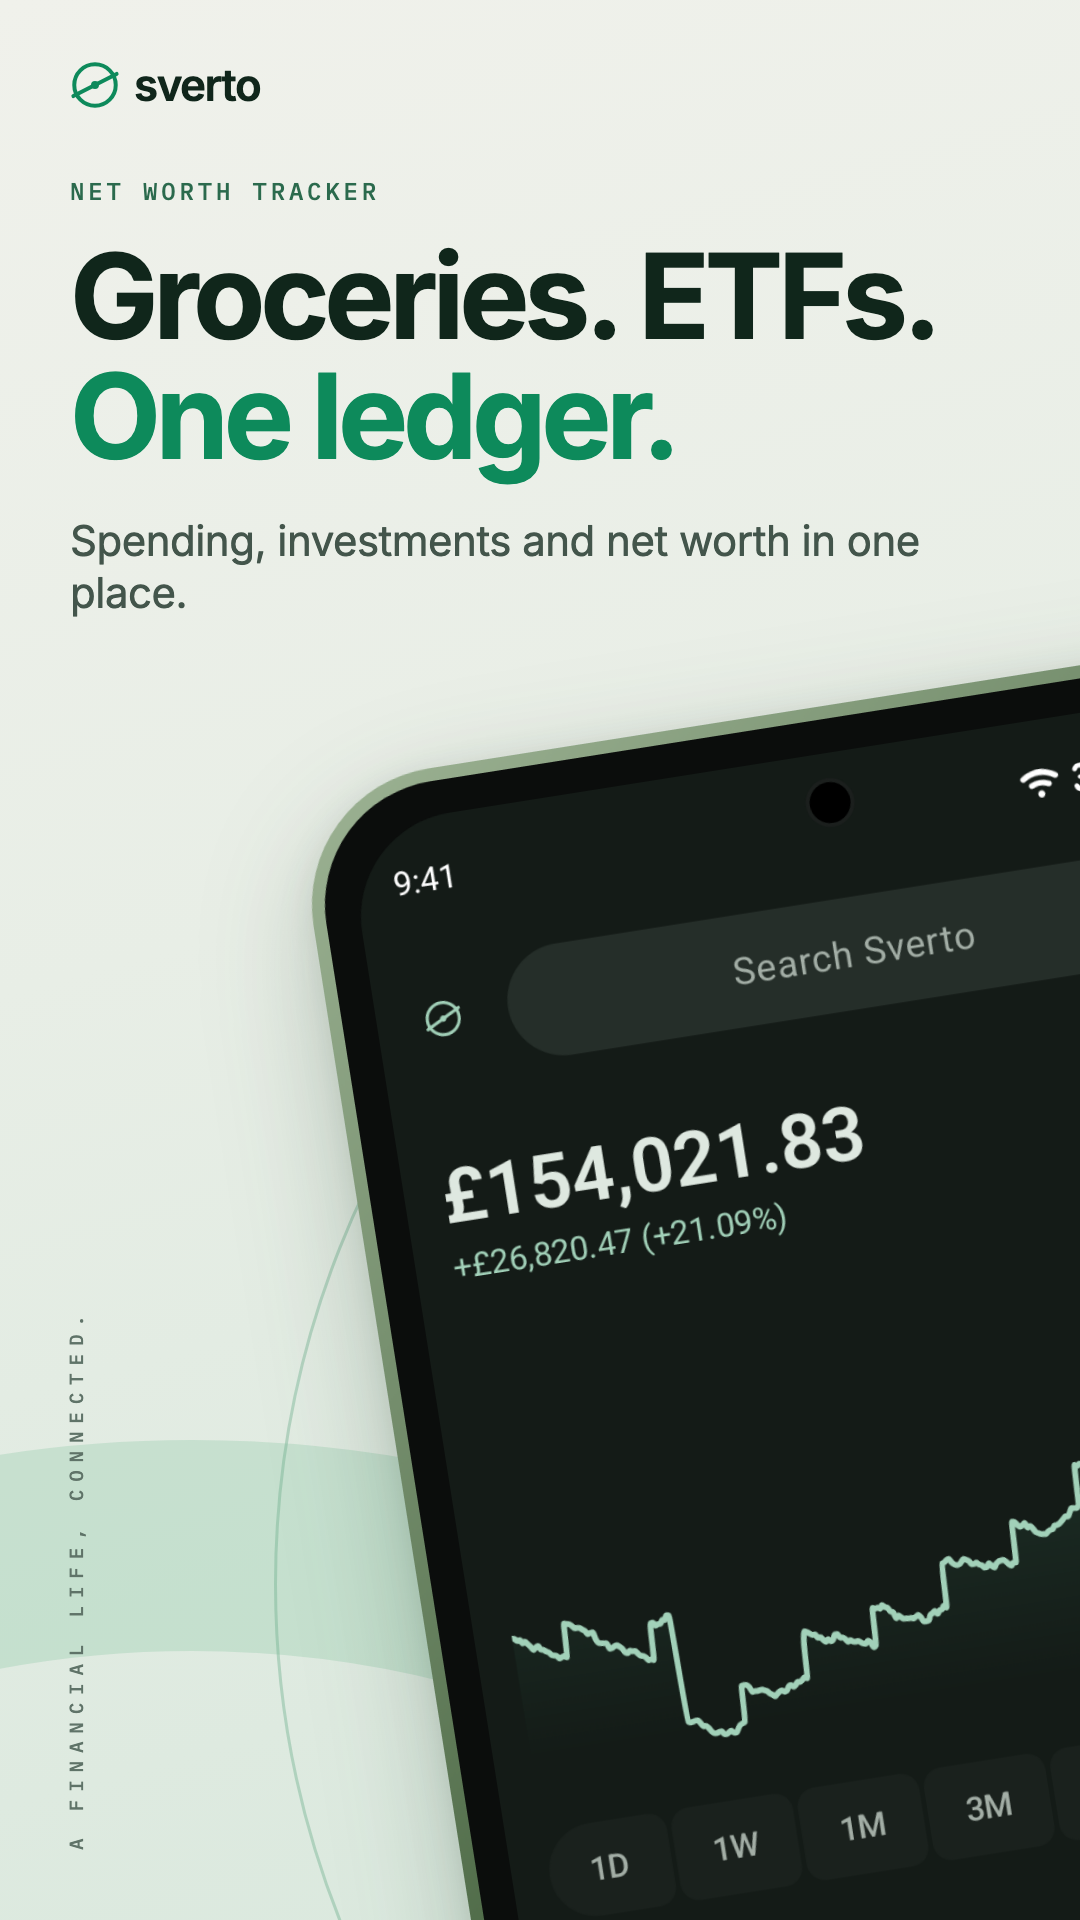 sverto
NET WORTH TRACKER
Groceries. ETFs.
One ledger.
Spending, investments and net worth in one
place.
9:41
Search Sverto
£154,021.83
+£26,820.47 (+21.09%)
1D
1W
1M
3M
A FINANCIAL LIFE, CONNECTED.